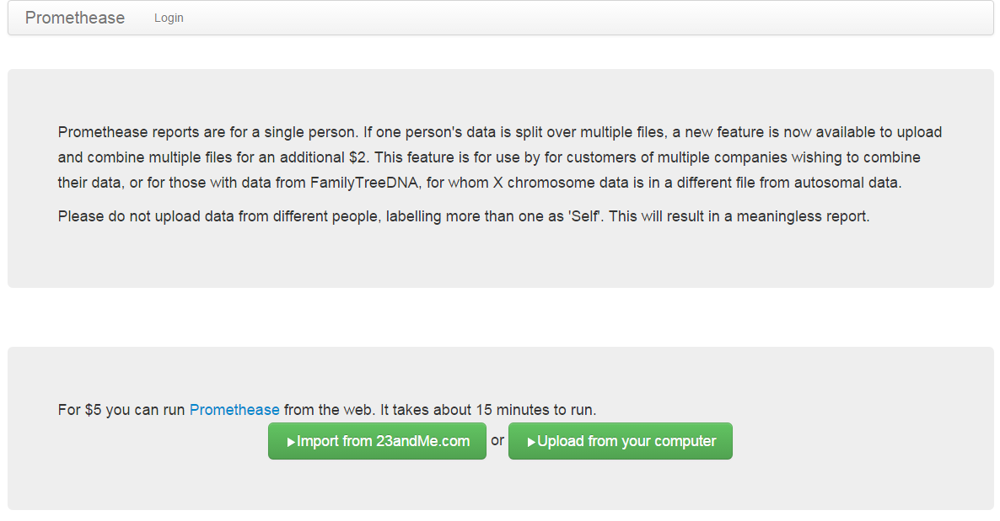 Promethease Login
Promethease reports are for a single person. If one person's data is split over multiple files, a new feature is now available to upload
and combine multiple files for an additional $2. This feature is for use by for customers of multiple companies wishing to combine
their data, or for those with data from FamilyTreeDNA, for whom X chromosome data is in a different file from autosomal data.
Please do not upload data from different people, labelling more than one as 'Self'. This will result in a meaningless report.
For $5 you can run Promethease from the web. It takes about 15 minutes to run.
Import from 23andMe.com or Upload from your computer